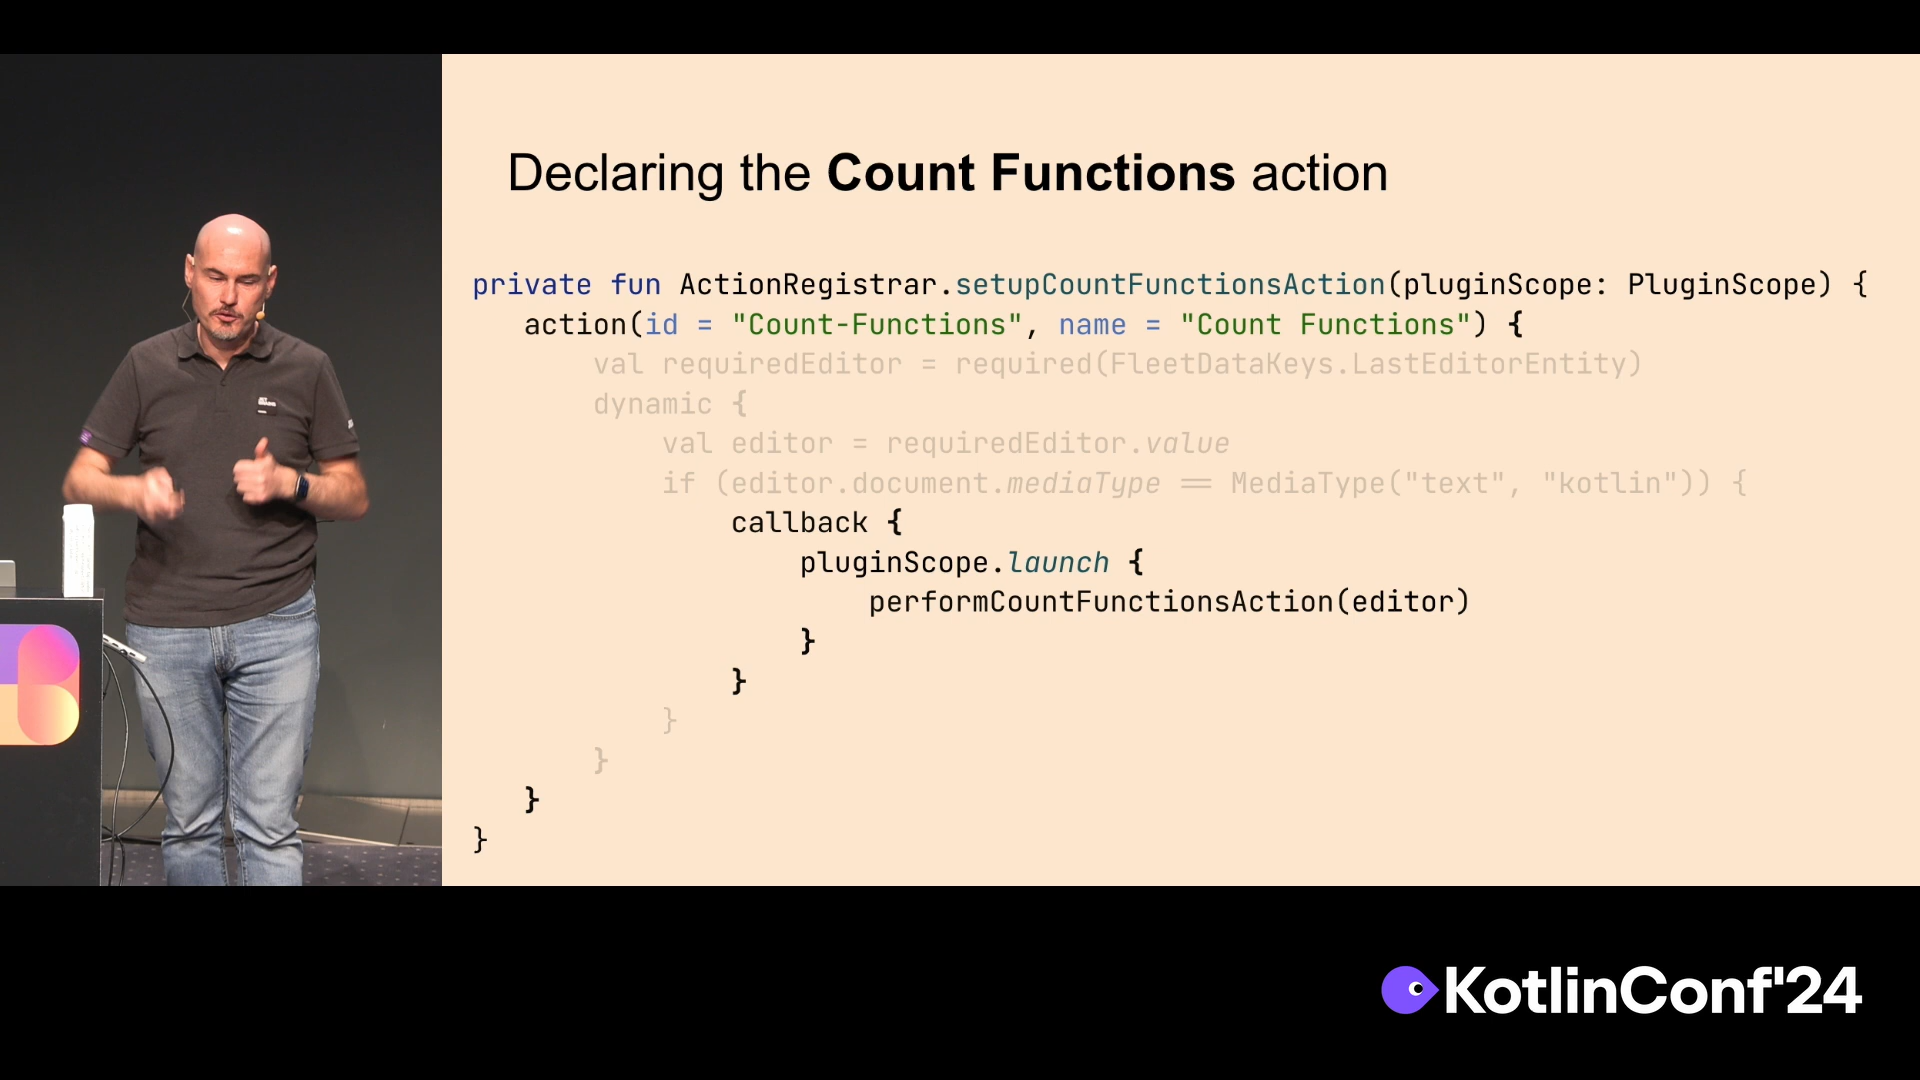 Declaring the Count Functions action
private fun ActionRegistrar.setupCountFunctionsAction(pluginScope: PluginScope) {
action(id = "Count-Functions", name = "Count Functions") {
val requiredEditor = required(FleetDataKeys.LastEditorEntity)
dynamic {
val editor = requiredEditor.value
if (editor.document.mediaType == MediaType("text", "kotlin")) {
callback {
pluginScope.launch {
performCountFunctionsAction(editor)
}
}
}
}
}
}
KotlinConf'24